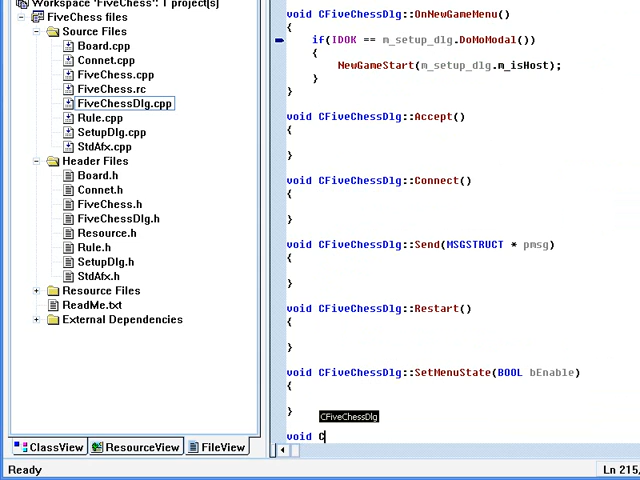 Workspace 'FiveChess': 1 project[s]
FiveChess files
Source Files
Board.cpp
Connet.cpp
FiveChess.cpp
FiveChess.rc
FiveChessDlg.cpp
Rule.cpp
SetupDlg.cpp
StdAfx.cpp
Header Files
Board.h
Connet.h
FiveChess.h
FiveChessDlg.h
Resource.h
Rule.h
SetupDlg.h
StdAfx.h
Resource Files
ReadMe.txt
External Dependencies
ClassView
ResourceView
FileView
void CFiveChessDlg::OnNewGameMenu()
{
if(IDOK == m_setup_dlg.DoMoModal())
{
NewGameStart(m_setup_dlg.m_isHost);
}
}
void CFiveChessDlg::Accept()
{
}
void CFiveChessDlg::Connect()
{
}
void CFiveChessDlg::Send(MSGSTRUCT * pmsg)
{
}
void CFiveChessDlg::Restart()
{
}
void CFiveChessDlg::SetMenuState(BOOL bEnable)
{
}
CFiveChessDlg
void C
Ready
Ln 215,